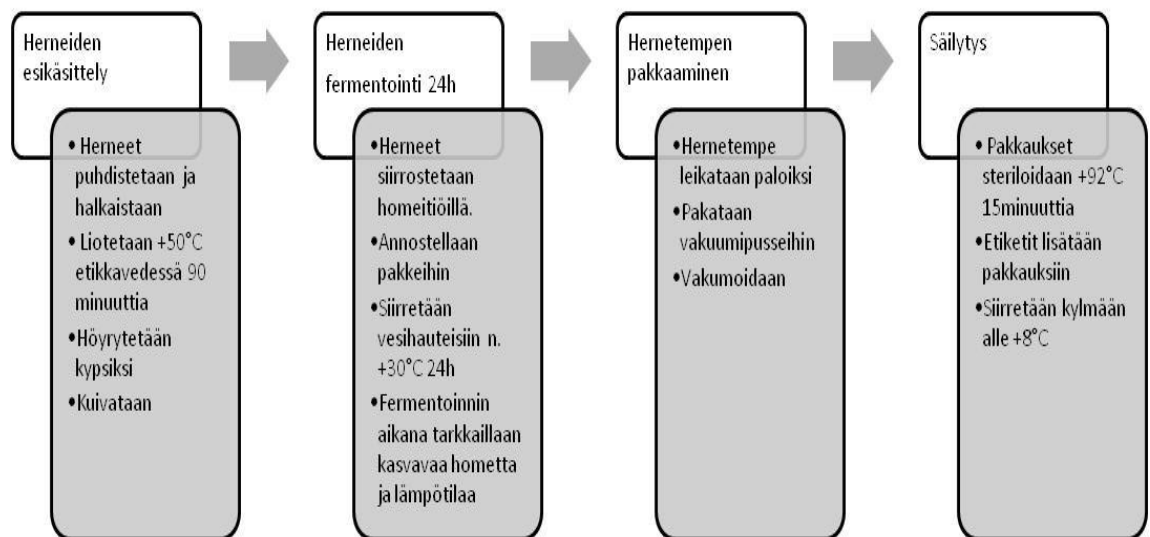 Herneiden
esikäsittely
• Herneet
puhdistetaan ja
halkaistaan
• Liotetaan +50°C
etikkavedessä 90
minuuttia
•Höyrytetään
kypsiksi
•Kuivataan
Herneiden
fermentointi 24h
•Herneet
siirrostetaan
homeitiöillä.
•Annostellaan
pakkeihin
•Siirretään
vesihauteisiin n.
+30°C 24h
•Fermentoinnin
aikana tarkkaillaan
kasvavaa hometta
ja lämpötilaa
Hernetempen
pakkaaminen
•Hernetempe
leikataan paloiksi
•Pakataan
vakuumipusseihin
•Vakumoidaan
Säilytys
• Pakkaukset
steriloidaan +92°C
15minuuttia
•Etiketit lisätään
pakkauksiin
•Siirretään kylmään
alle +8°C